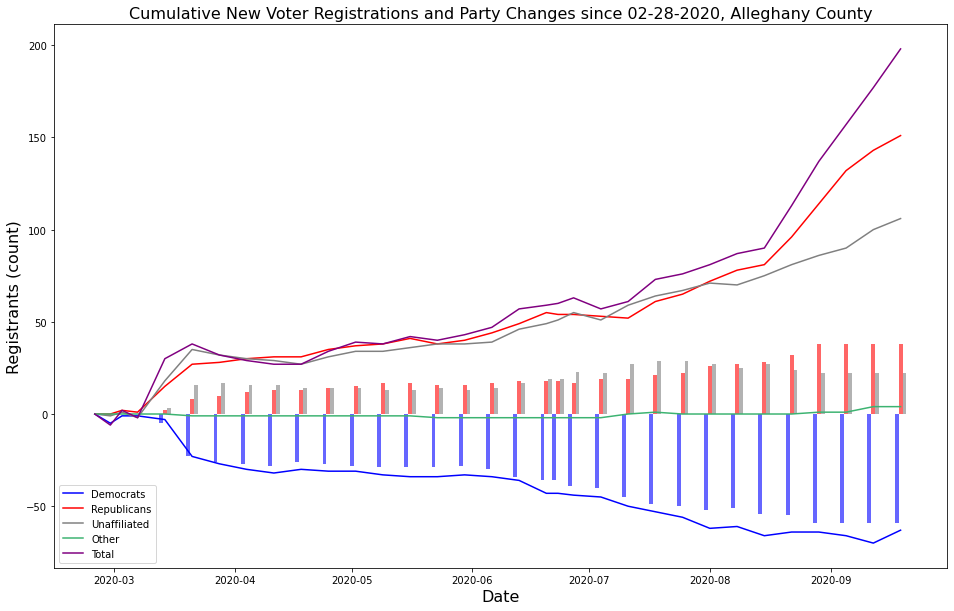 Cumulative New Voter Registrations and Party Changes since 02-28-2020, Alleghany County
Registrants (count)
200
150
100
50
0
−50
Democrats
Republicans
Unaffiliated
Other
Total
2020-03 2020-04 2020-05 2020-06 2020-07 2020-08 2020-09
Date